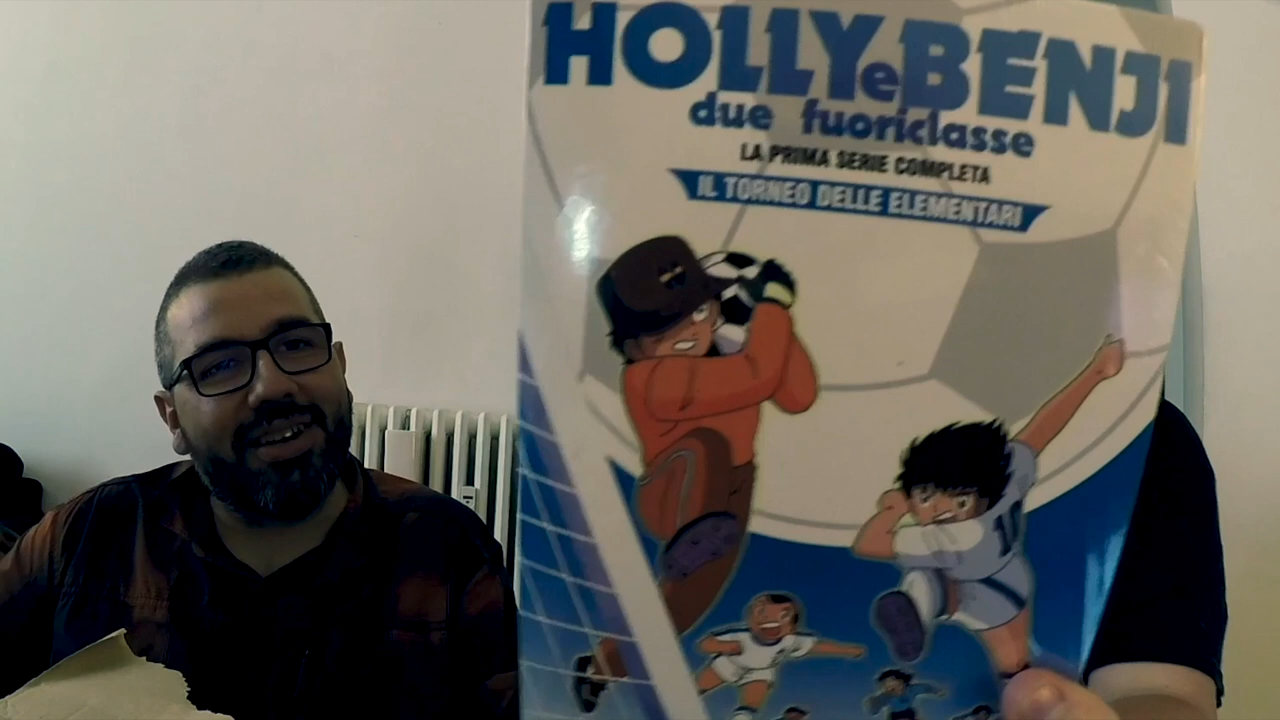 HOLLY e BENJI
due fuoriclasse
LA PRIMA SERIE COMPLETA
IL TORNEO DELLE ELEMENTARI
10